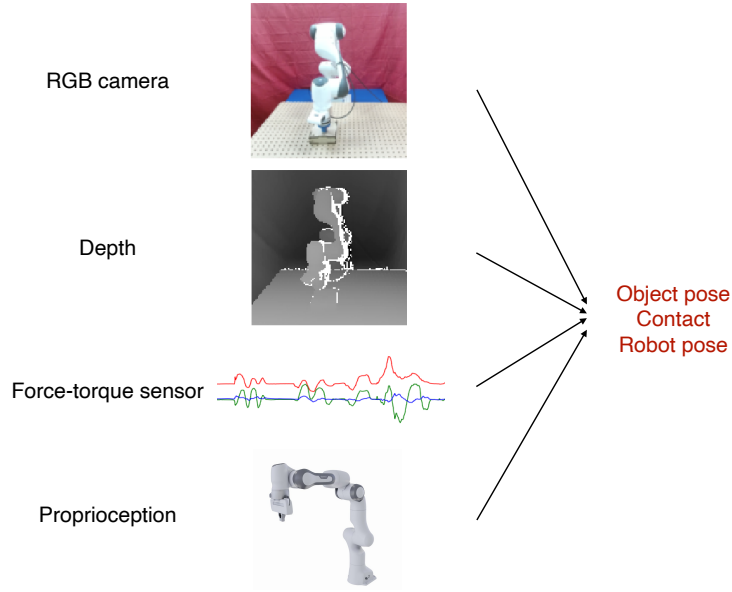 RGB camera
Depth
Force-torque sensor
Proprioception
Object pose
Contact
Robot pose